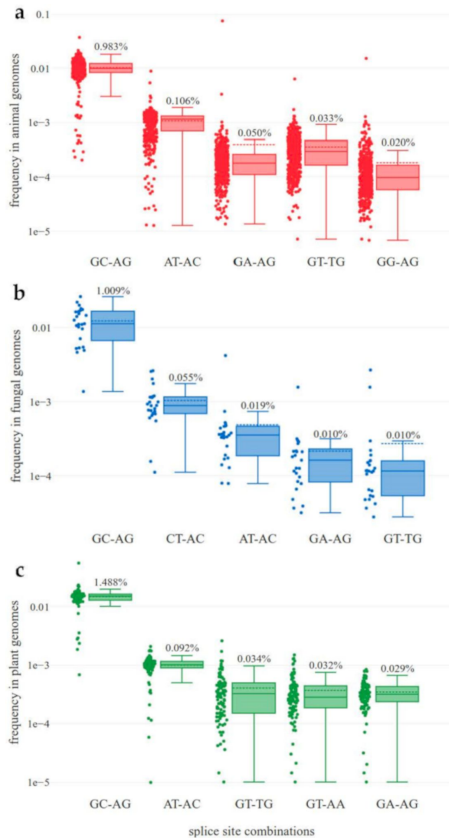 a
0.1
0.983%
0.01
0.106%
1e−3
0.050%
0.033%
0.020%
1e−4
1e−5
frequency in animal genomes
GC-AG AT-AC GA-AG GT-TG GG-AG
b
1.009%
0.01
0.055%
1e−3
0.019%
0.010%
0.010%
1e−4
frequency in fungal genomes
GC-AG CT-AC AT-AC GA-AG GT-TG
c
1.488%
0.01
0.092%
1e−3
0.034%
0.032%
0.029%
1e−4
1e−5
frequency in plant genomes
GC-AG AT-AC GT-TG GT-AA GA-AG
splice site combinations